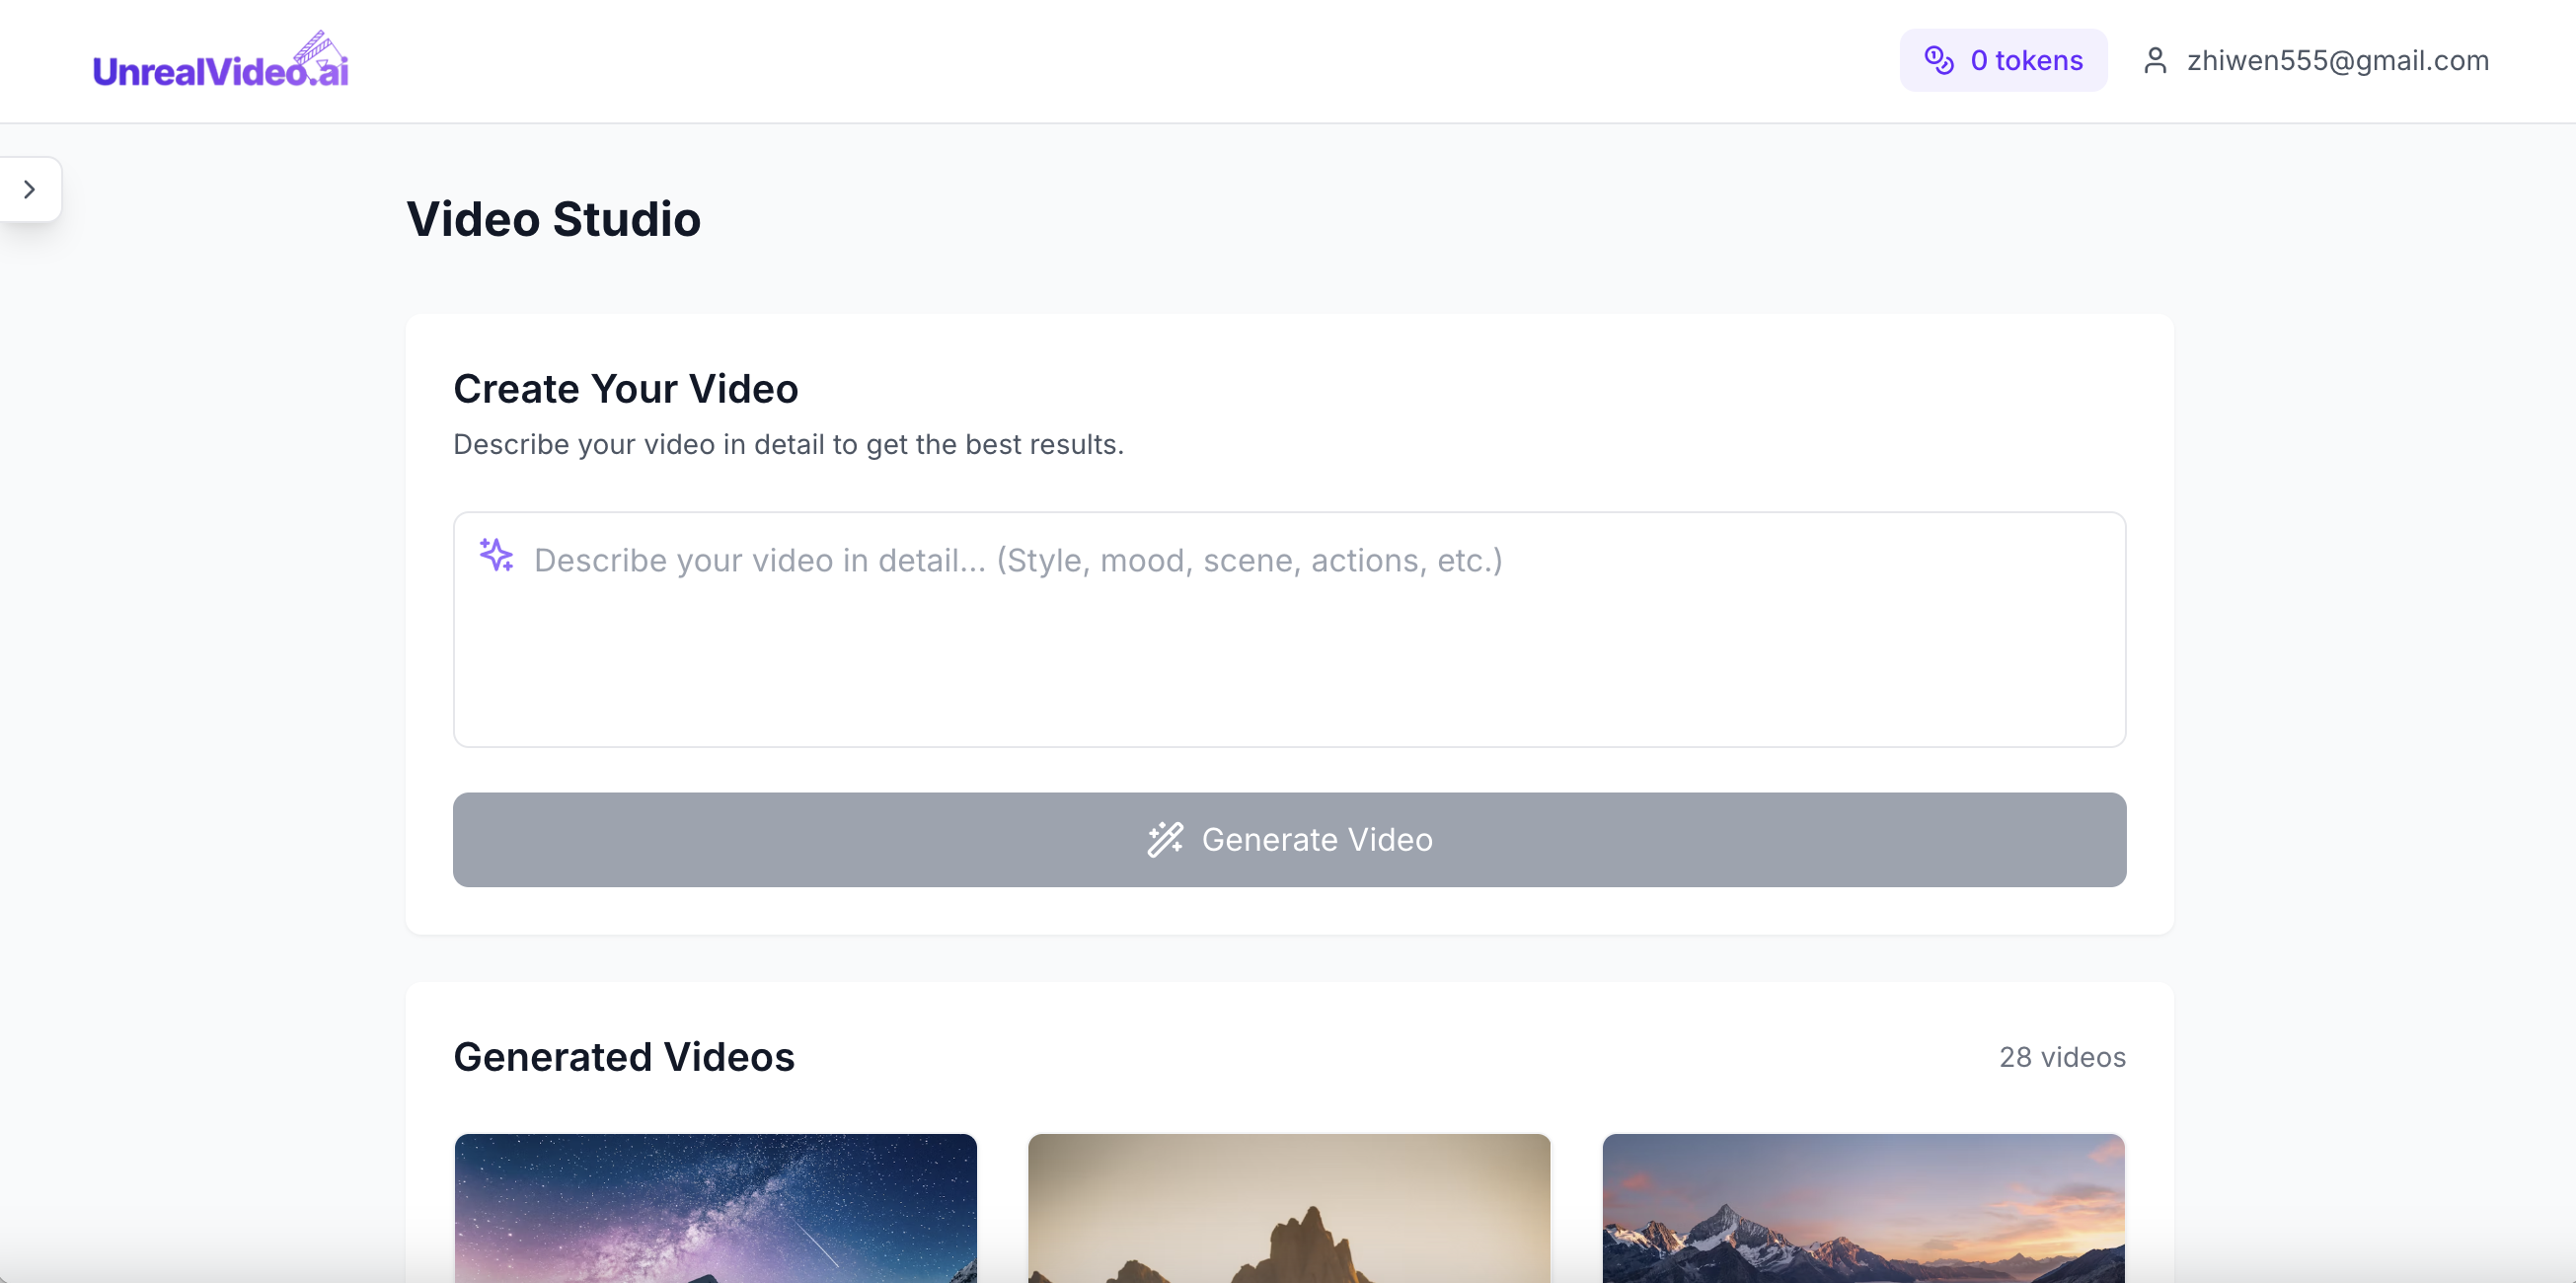 UnrealVideo.ai
0 tokens
zhiwen555@gmail.com
Video Studio
Create Your Video
Describe your video in detail to get the best results.
Describe your video in detail... (Style, mood, scene, actions, etc.)
Generate Video
Generated Videos
28 videos